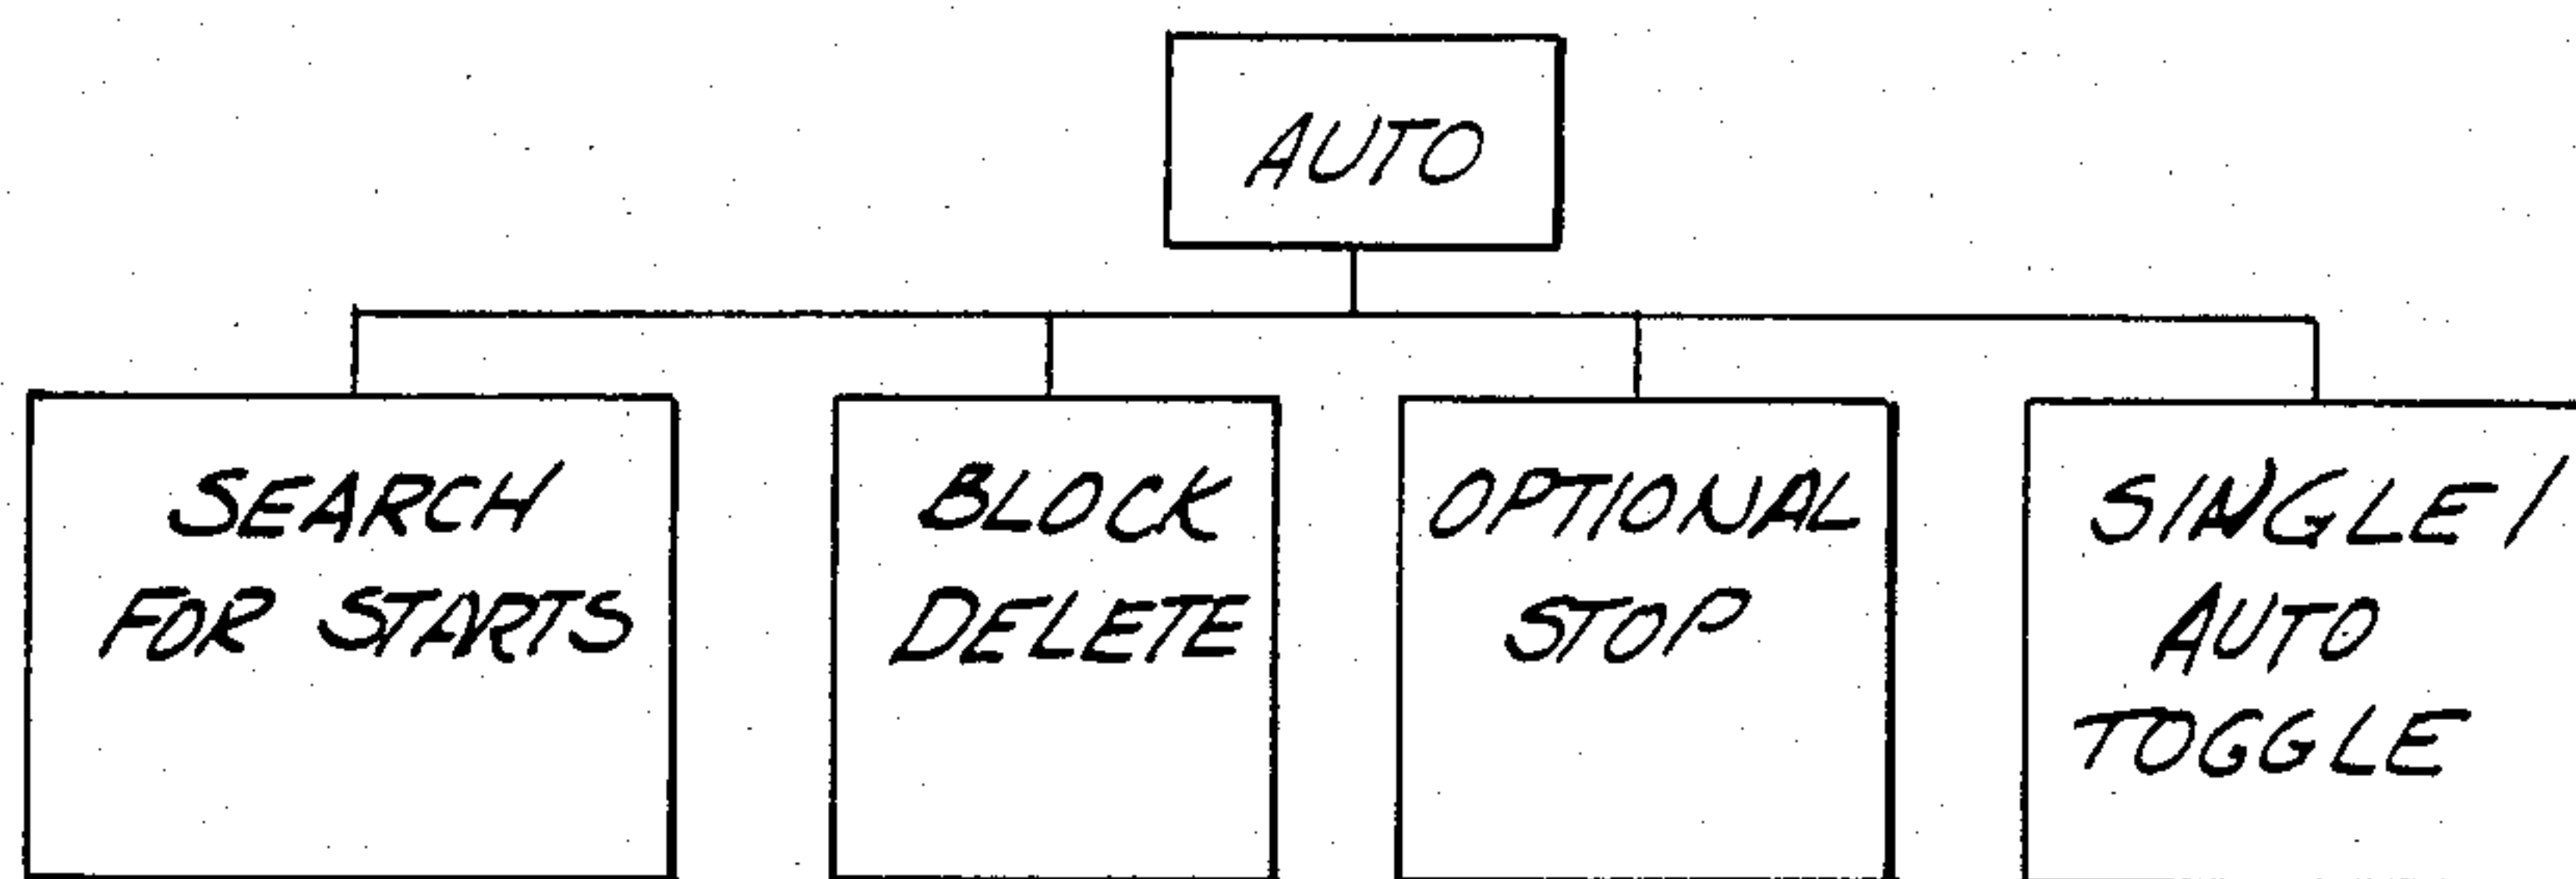 AUTO
SEARCH
FOR STARTS
BLOCK
DELETE
OPTIONAL
STOP
SINGLE/
AUTO
TOGGLE